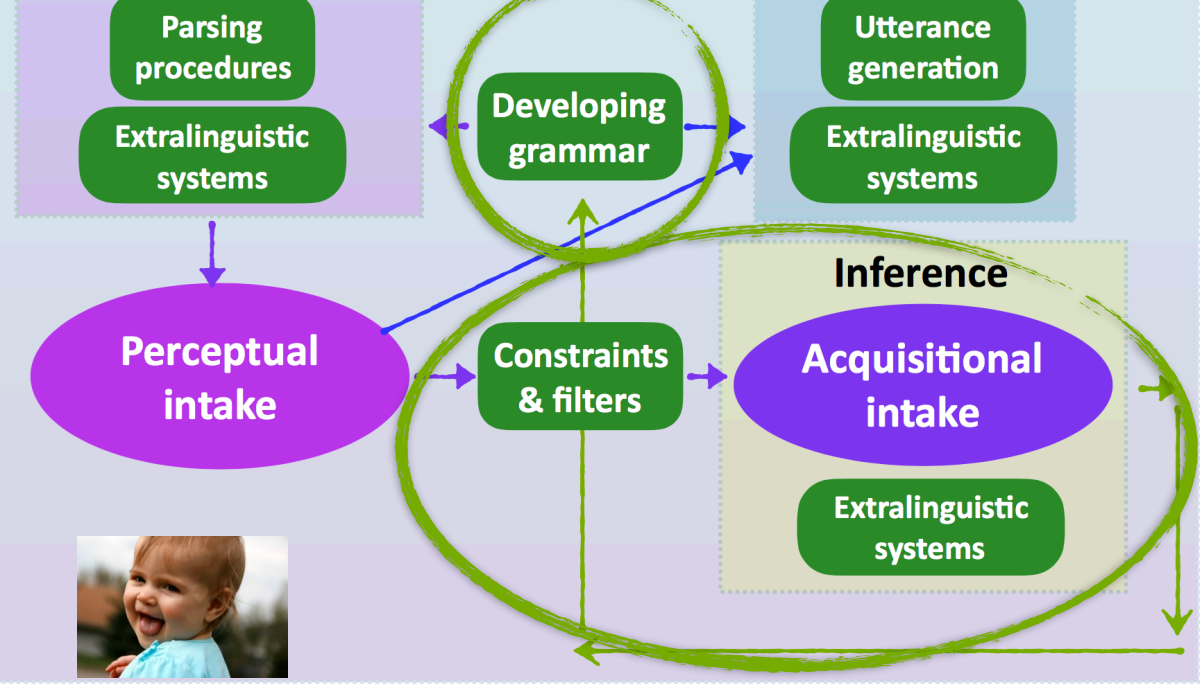 Parsing
procedures
Extralinguistic
systems
Developing
grammar
Utterance
generation
Extralinguistic
systems
Perceptual
intake
Constraints
& filters
Inference
Acquisitional
intake
Extralinguistic
systems